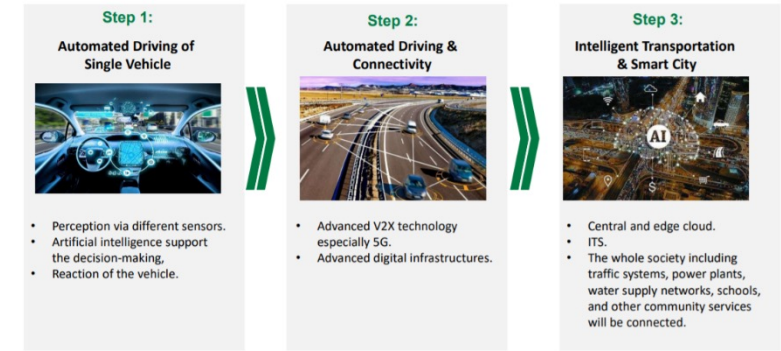 Step 1:
Automated Driving of
Single Vehicle
• Perception via different sensors.
• Artificial intelligence support
the decision-making,
• Reaction of the vehicle.
Step 2:
Automated Driving &
Connectivity
• Advanced V2X technology
especially 5G.
• Advanced digital infrastructures.
Step 3:
Intelligent Transportation
& Smart City
AI
$
• Central and edge cloud.
• ITS.
• The whole society including
traffic systems, power plants,
water supply networks, schools,
and other community services
will be connected.